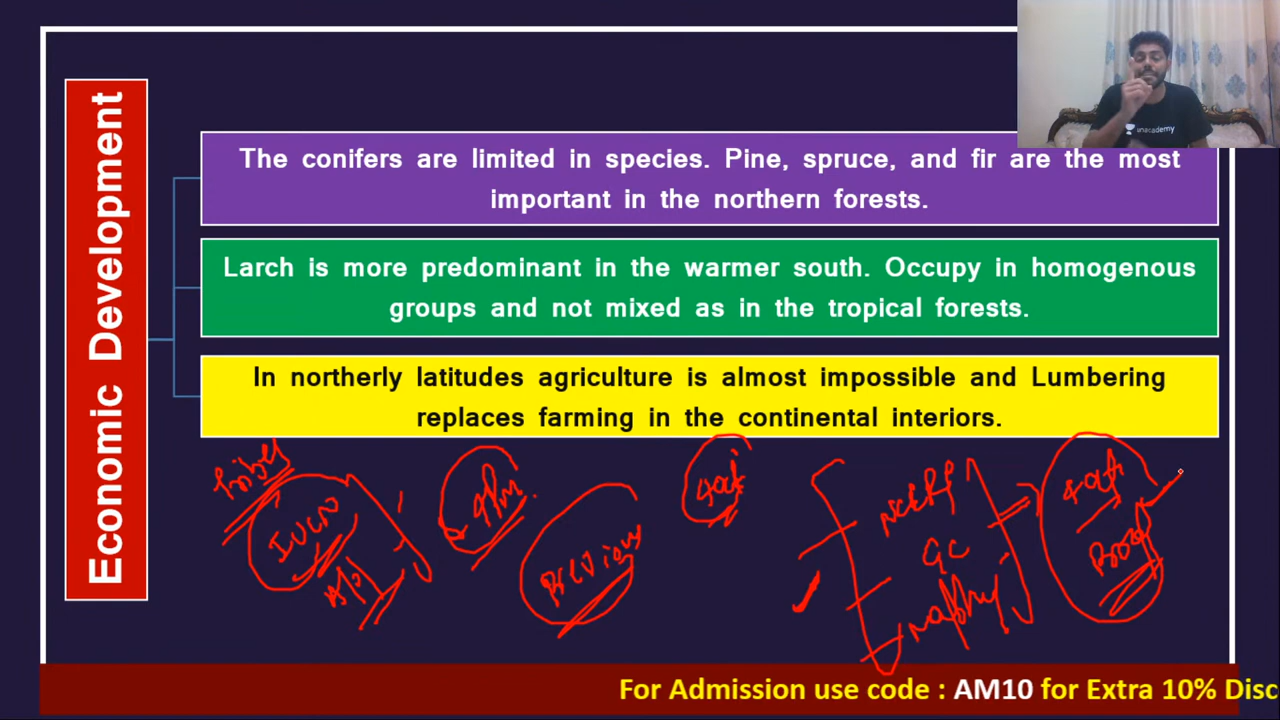 Economic Development
unacademy
The conifers are limited in species. Pine, spruce, and fir are the most
important in the northern forests.
Larch is more predominant in the warmer south. Occupy in homogenous
groups and not mixed as in the tropical forests.
In northerly latitudes agriculture is almost impossible and Lumbering
replaces farming in the continental interiors.
IUCN
4Pm
Previous
NCERT
GC
For Admission use code : AM10 for Extra 10% Disc